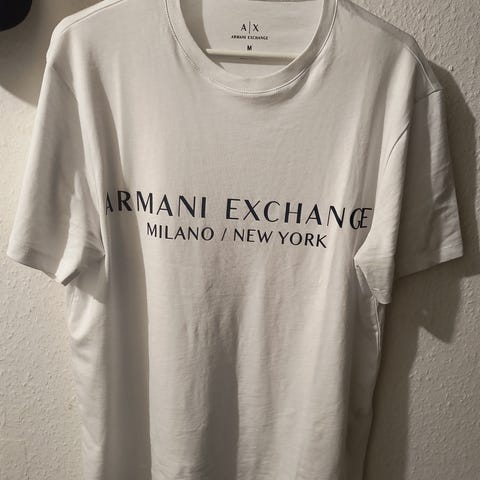 A|X
ARMANI EXCHANGE
M
ARMANI EXCHANGE
MILANO / NEW YORK